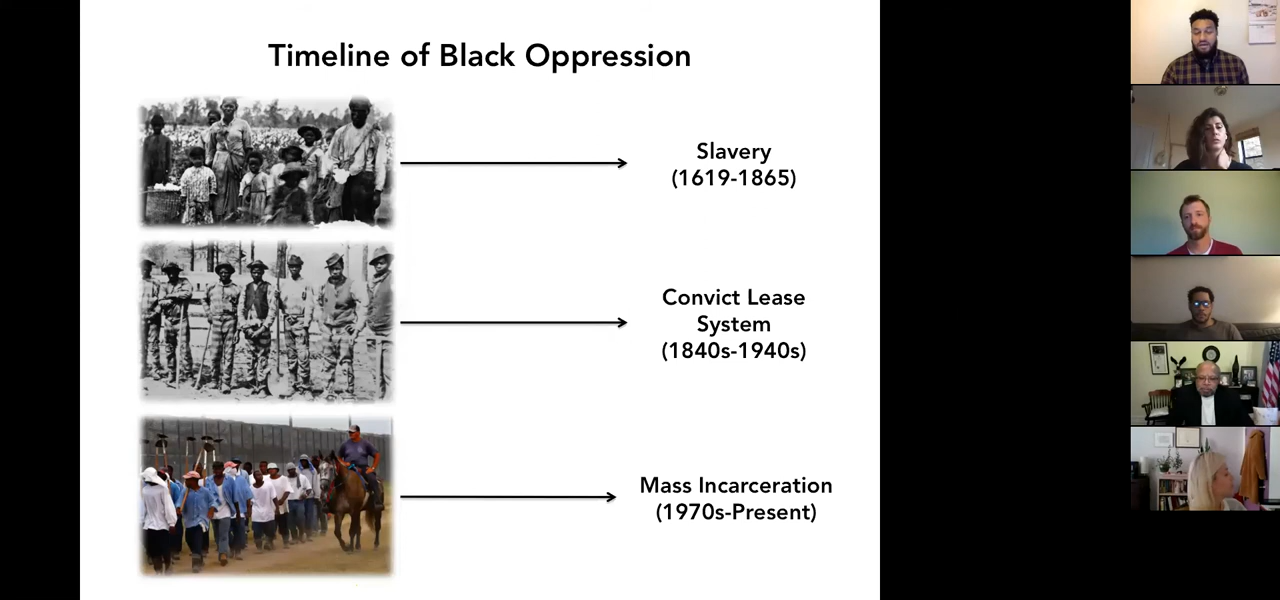 Timeline of Black Oppression
Slavery
(1619-1865)
Convict Lease
System
(1840s-1940s)
Mass Incarceration
(1970s-Present)